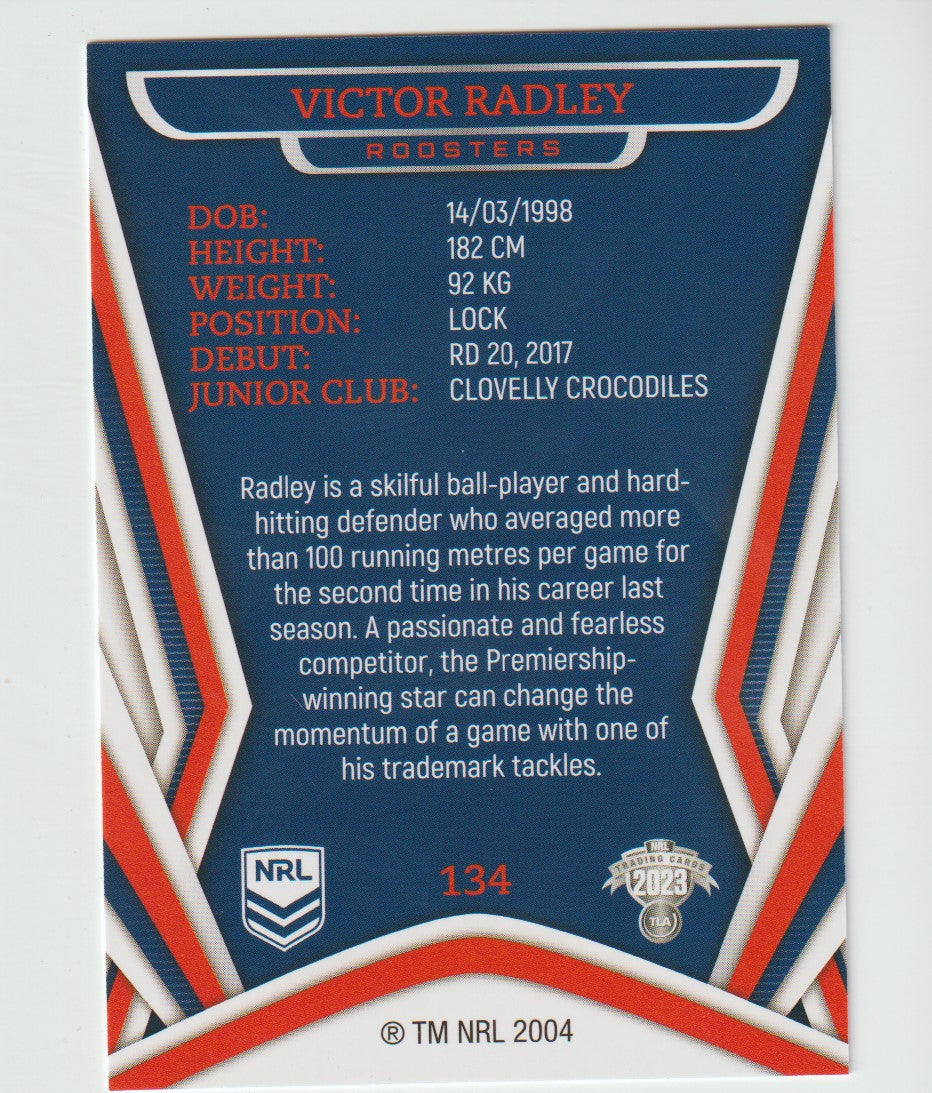 VICTOR RADLEY
ROOSTERS
DOB: 14/03/1998
HEIGHT: 182 CM
WEIGHT: 92 KG
POSITION: LOCK
DEBUT: RD 20, 2017
JUNIOR CLUB: CLOVELLY CROCODILES
Radley is a skilful ball-player and hard-
hitting defender who averaged more
than 100 running metres per game for
the second time in his career last
season. A passionate and fearless
competitor, the Premiership-
winning star can change the
momentum of a game with one of
his trademark tackles.
NRL
134
NRL
TRADING CARDS
2023
TLA
® TM NRL 2004